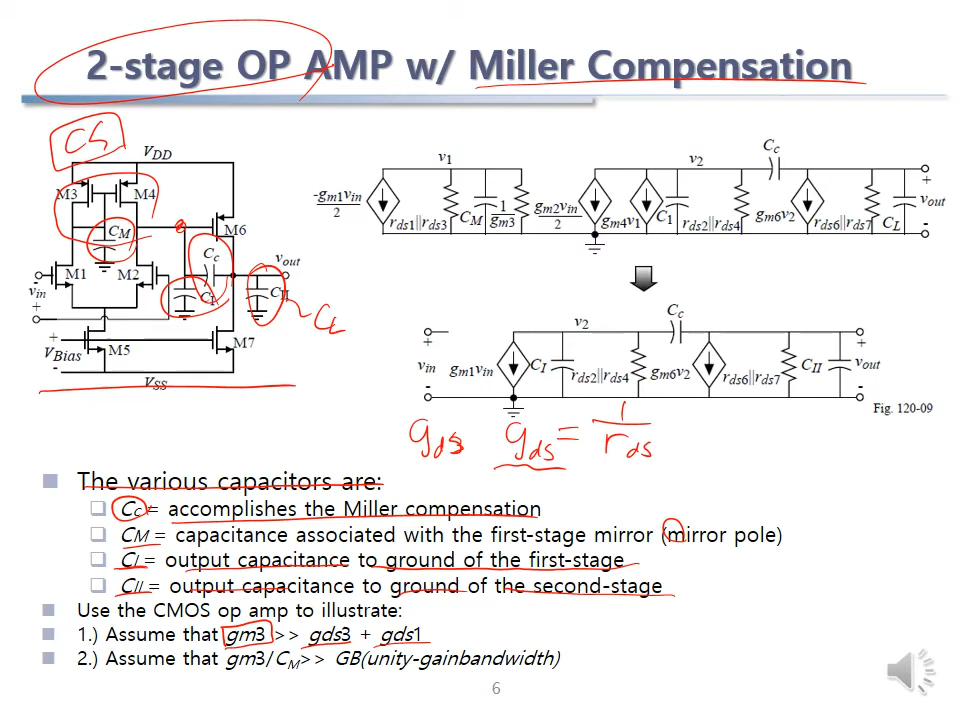 2-stage OP AMP w/ Miller Compensation
CS
VDD
M3
M4
CM
M6
Cc
vout
M1
M2
CI
CII
CL
vin
+
-
+
VBias
-
M5
M7
VSS
v1
-gm1vin
2
rds1||rds3
CM
1
gm3
gm2vin
2
gm4v1
C1
v2
rds2||rds4
Cc
gm6v2
rds6||rds7
CL
+
vout
-
+
vin
-
gm1vin
CI
v2
rds2||rds4
Cc
gm6v2
rds6||rds7
CII
+
vout
-
Fig. 120-09
gds3 gds = 1
rds
The various capacitors are:
Cc = accomplishes the Miller compensation
CM = capacitance associated with the first-stage mirror (mirror pole)
CI = output capacitance to ground of the first-stage
CII = output capacitance to ground of the second-stage
Use the CMOS op amp to illustrate:
1.) Assume that gm3 >> gds3 + gds1
2.) Assume that gm3/CM>> GB(unity-gainbandwidth)
6